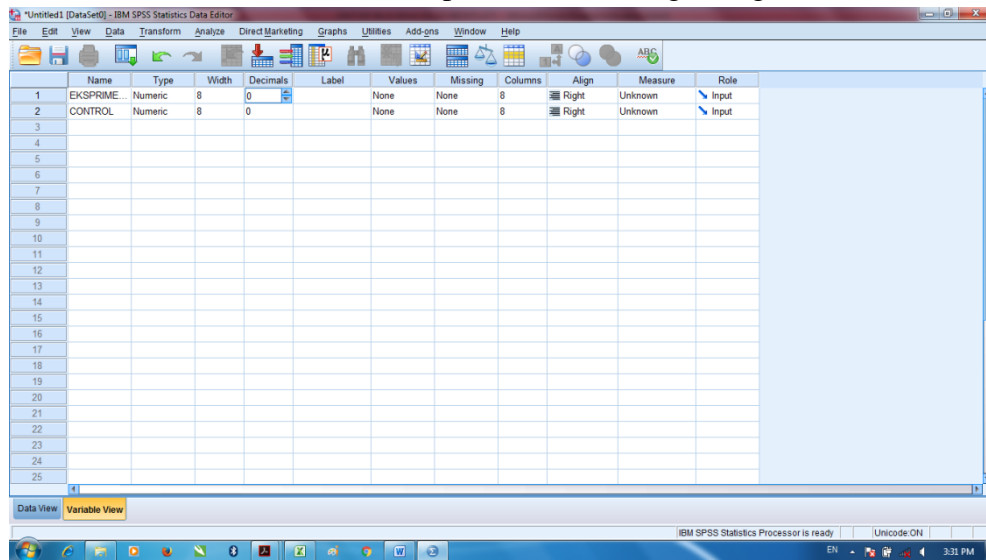 *Untitled1 [DataSet0] - IBM SPSS Statistics Data Editor
File Edit View Data Transform Analyze Direct Marketing Graphs Utilities Add-ons Window Help
Name Type Width Decimals Label Values Missing Columns Align Measure Role
1 EKSPRIME... Numeric 8 0 None None 8 Right Unknown Input
2 CONTROL Numeric 8 0 None None 8 Right Unknown Input
3
4
5
6
7
8
9
10
11
12
13
14
15
16
17
18
19
20
21
22
23
24
25
Data View Variable View
IBM SPSS Statistics Processor is ready Unicode:ON
EN 3:31 PM